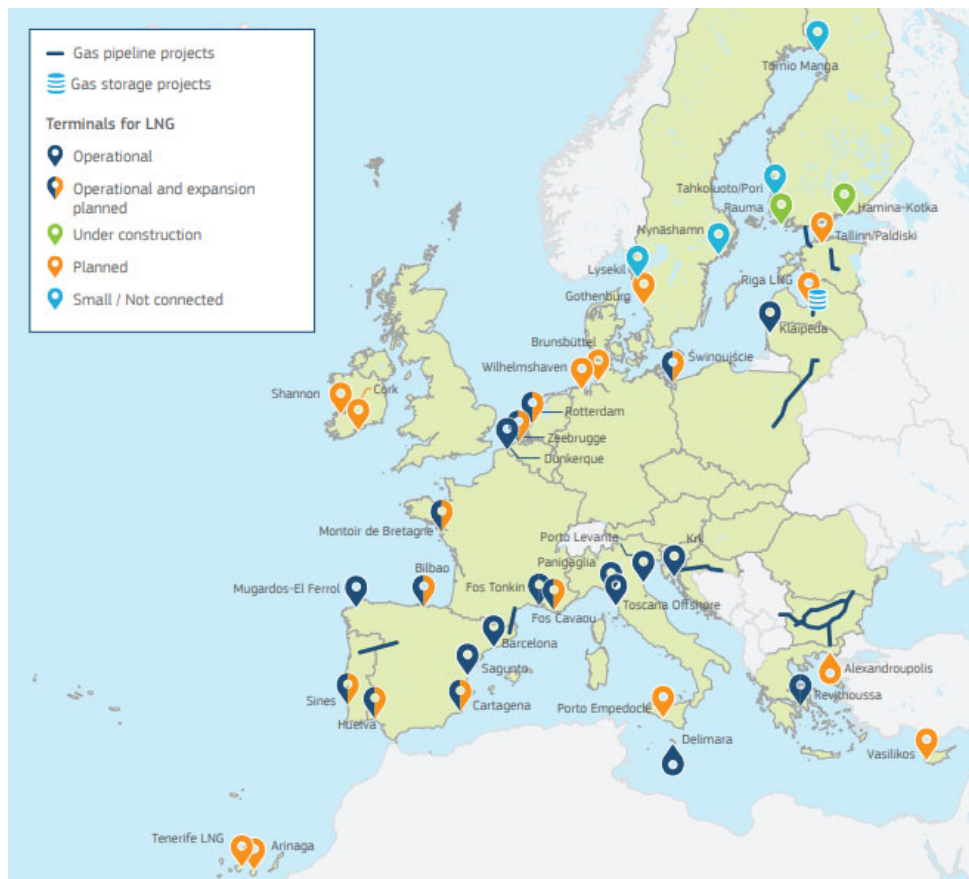 Gas pipeline projects
Gas storage projects
Terminals for LNG
Operational
Operational and expansion
planned
Under construction
Planned
Small / Not connected
Tornio Manga
Tahkoluoto/Pori
Rauma
Hamina-Kotka
Nynäshamn
Tallinn/Paldiski
Lysekil
Riga LNG
Gothenburg
Klaipeda
Brunsbüttel
Wilhelmshaven
Świnoujście
Shannon
Cork
Rotterdam
Zeebrugge
Dunkerque
Montoir de Bretagne
Porto Levante
Krk
Bilbao
Panigaglia
Mugardos-El Ferrol
Fos Tonkin
Toscana Offshore
Fos Cavaou
Barcelona
Sagunto
Alexandroupolis
Sines
Huelva
Cartagena
Porto Empedocle
Revithoussa
Delimara
Vasilikos
Tenerife LNG
Arinaga